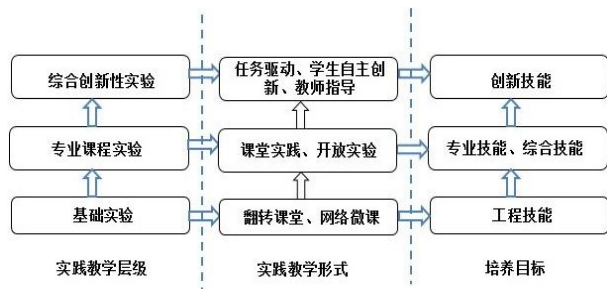 综合创新性实验
任务驱动、学生自主创
新、教师指导
创新技能
专业课程实验
课堂实践、开放实验
专业技能、综合技能
基础实验
翻转课堂、网络微课
工程技能
实践教学层级
实践教学形式
培养目标